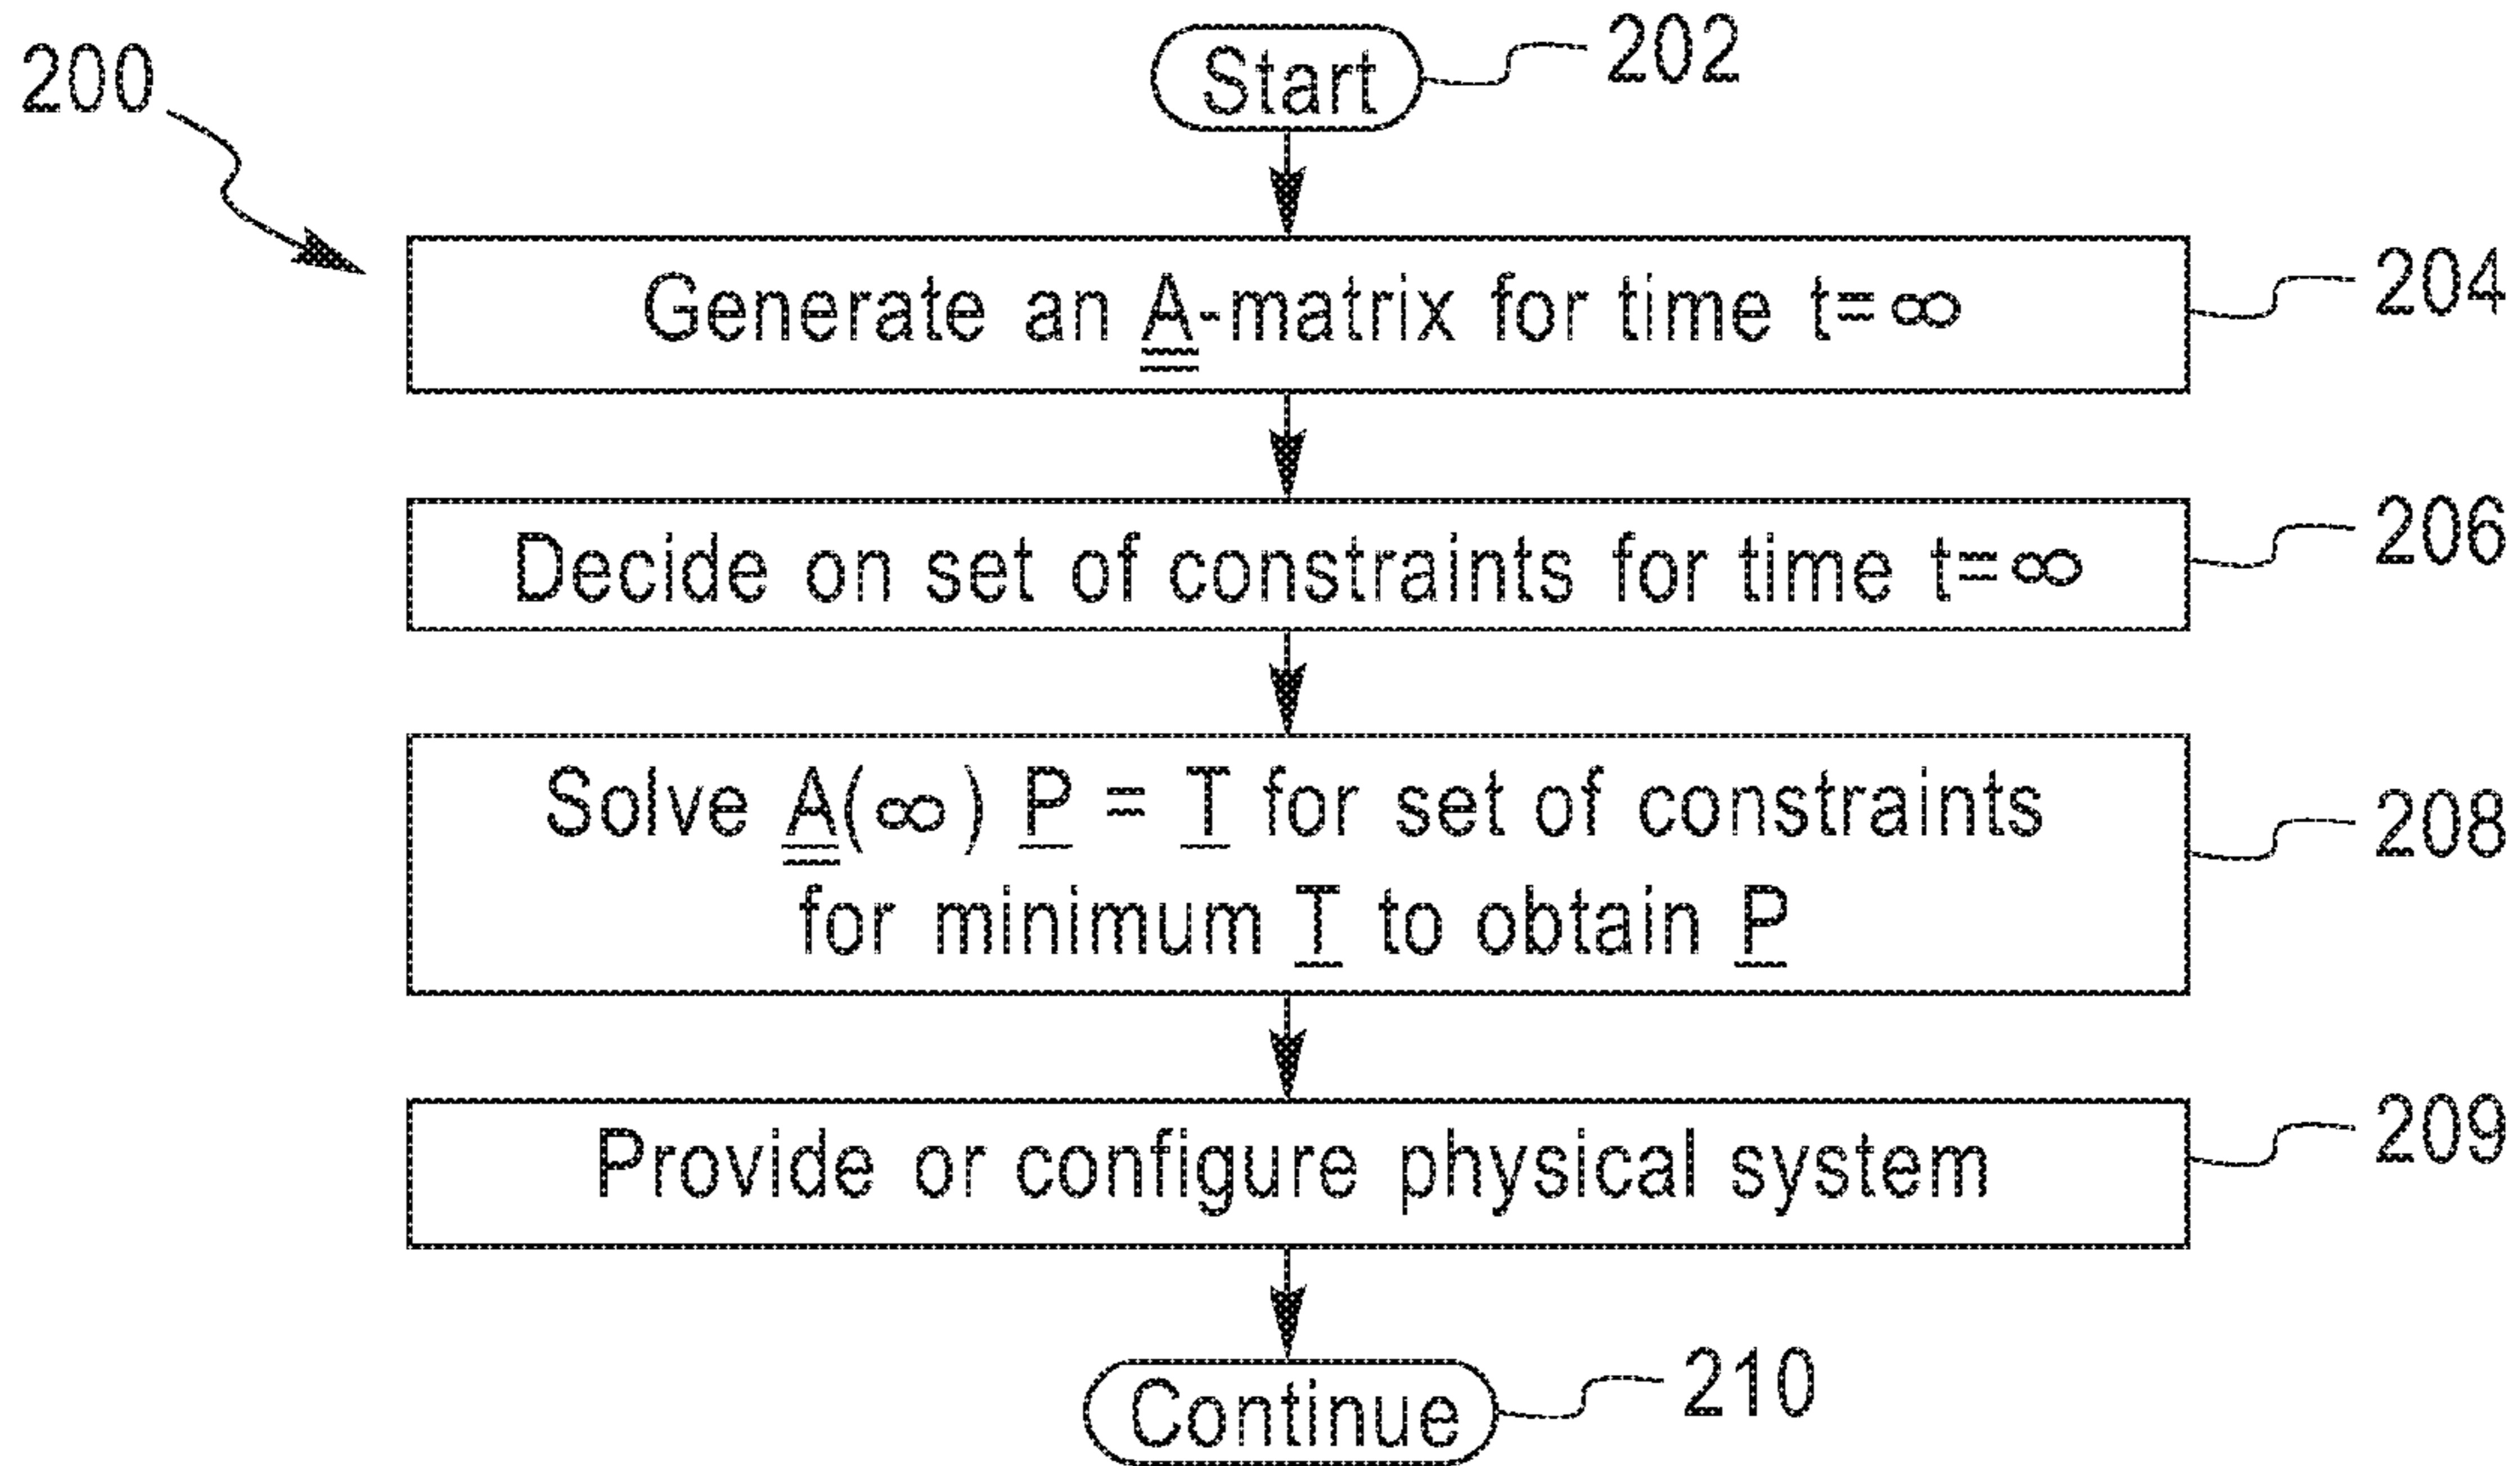 200
Start
202
Generate an A-matrix for time t=∞
204
Decide on set of constraints for time t=∞
206
Solve A(∞) P = T for set of constraints
for minimum T to obtain P
208
Provide or configure physical system
209
Continue
210